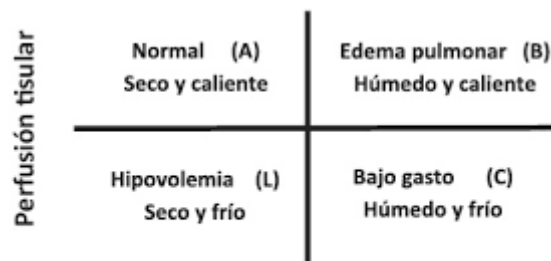 Perfusión tisular
Normal (A)
Seco y caliente
Edema pulmonar (B)
Húmedo y caliente
Hipovolemia (L)
Seco y frío
Bajo gasto (C)
Húmedo y frío